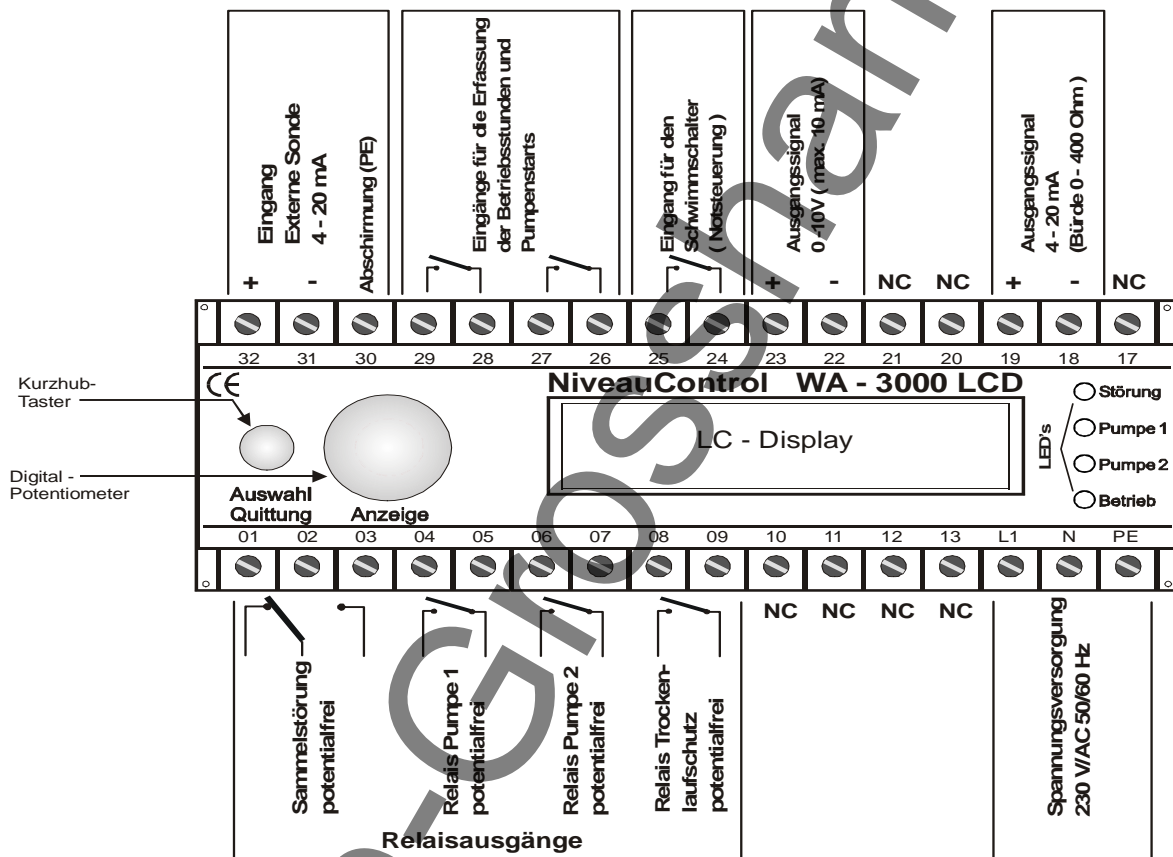 Eingang
Externe Sonde
4 - 20 mA
Abschirmung (PE)
Eingänge für die Erfassung
der Betriebsstunden und
Pumpenstarts
Eingang für den
Schwimmschalter
( Notsteuerung )
Ausgangssignal
0 -10V ( max. 10 mA)
Ausgangssignal
4 - 20 mA
(Bürde 0 - 400 Ohm )
+ - + - NC NC + - NC
32 31 30 29 28 27 26 25 24 23 22 21 20 19 18 17
CE
NiveauControl WA - 3000 LCD
LC - Display
Kurzhub-
Taster
Digital -
Potentiometer
Auswahl
Quittung
Anzeige
LED's
Störung
Pumpe 1
Pumpe 2
Betrieb
01 02 03 04 05 06 07 08 09 10 11 12 13 L1 N PE
NC NC NC NC
Sammelstörung
potentialfrei
Relais Pumpe 1
potentialfrei
Relais Pumpe 2
potentialfrei
Relais Trocken-
laufschutz
potentialfrei
Spannungsversorgung
230 V/AC 50/60 Hz
Relaisausgänge
-Grosshan